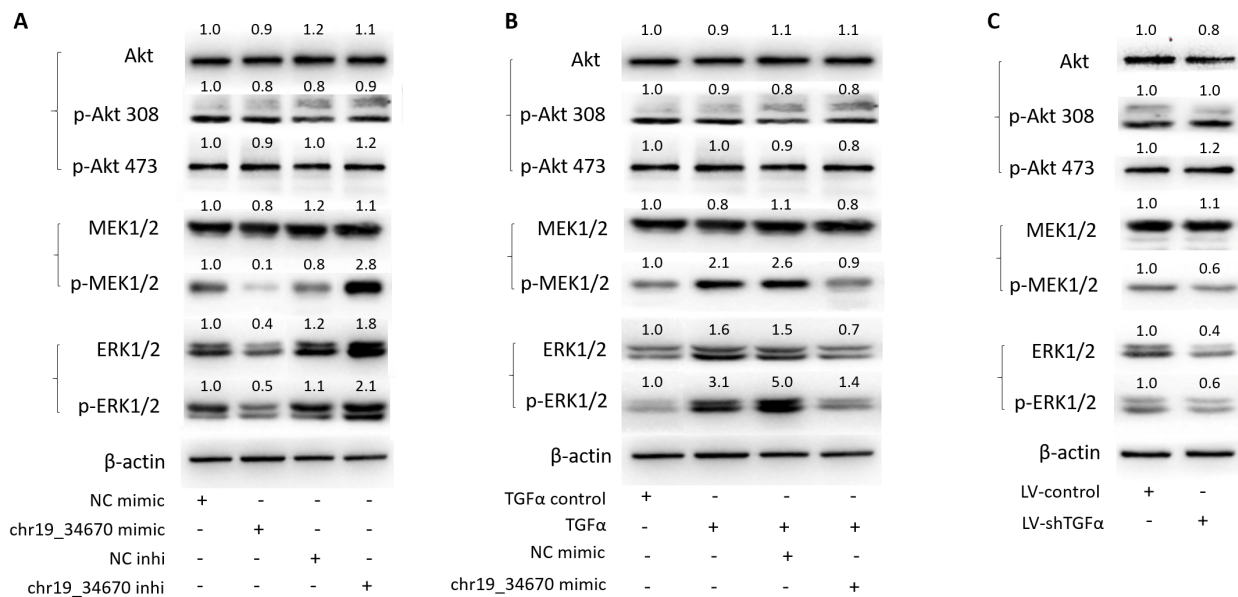 A
1.0 0.9 1.2 1.1
Akt
1.0 0.8 0.8 0.9
p-Akt 308
1.0 0.9 1.0 1.2
p-Akt 473
1.0 0.8 1.2 1.1
MEK1/2
1.0 0.1 0.8 2.8
p-MEK1/2
1.0 0.4 1.2 1.8
ERK1/2
1.0 0.5 1.1 2.1
p-ERK1/2
β-actin
NC mimic + - - -
chr19_34670 mimic - + - -
NC inhi - - + -
chr19_34670 inhi - - - +
B
1.0 0.9 1.1 1.1
Akt
1.0 0.9 0.8 0.8
p-Akt 308
1.0 1.0 0.9 0.8
p-Akt 473
1.0 0.8 1.1 0.8
MEK1/2
1.0 2.1 2.6 0.9
p-MEK1/2
1.0 1.6 1.5 0.7
ERK1/2
1.0 3.1 5.0 1.4
p-ERK1/2
β-actin
TGFα control + - - -
TGFα - + + +
NC mimic - - + -
chr19_34670 mimic - - - +
C
1.0 0.8
Akt
1.0 1.0
p-Akt 308
1.0 1.2
p-Akt 473
1.0 1.1
MEK1/2
1.0 0.6
p-MEK1/2
1.0 0.4
ERK1/2
1.0 0.6
p-ERK1/2
β-actin
LV-control + -
LV-shTGFα - +